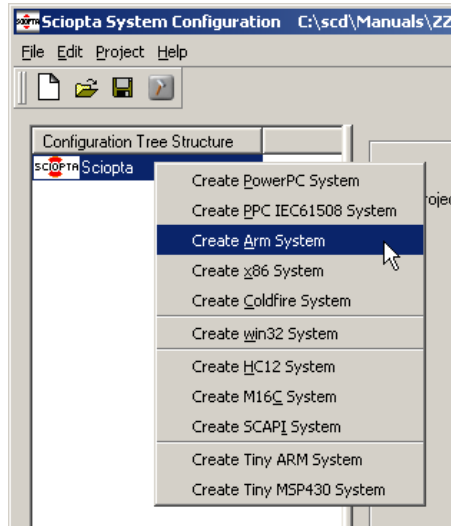 SCIOPTA Sciopta System Configuration C:\scd\Manuals\ZZ
File Edit Project Help
Configuration Tree Structure
SCIOPTA Sciopta
Create PowerPC System
Create PPC IEC61508 System
Create Arm System
Create x86 System
Create Coldfire System
Create win32 System
Create HC12 System
Create M16C System
Create SCAPI System
Create Tiny ARM System
Create Tiny MSP430 System